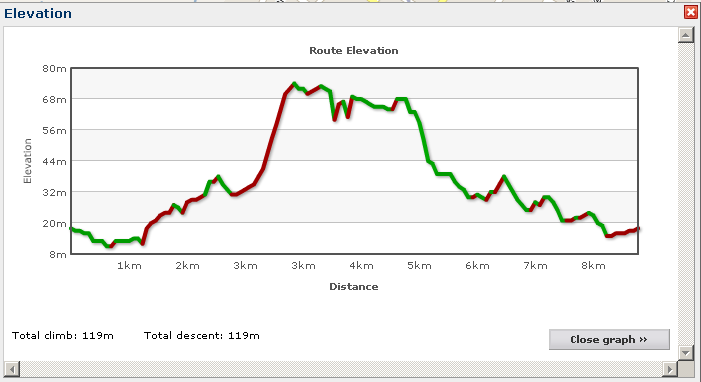 Elevation
Route Elevation
80m
68m
56m
44m
32m
20m
8m
Elevation
1km 2km 3km 3km 4km 5km 6km 7km 8km
Distance
Total climb: 119m Total descent: 119m
Close graph »